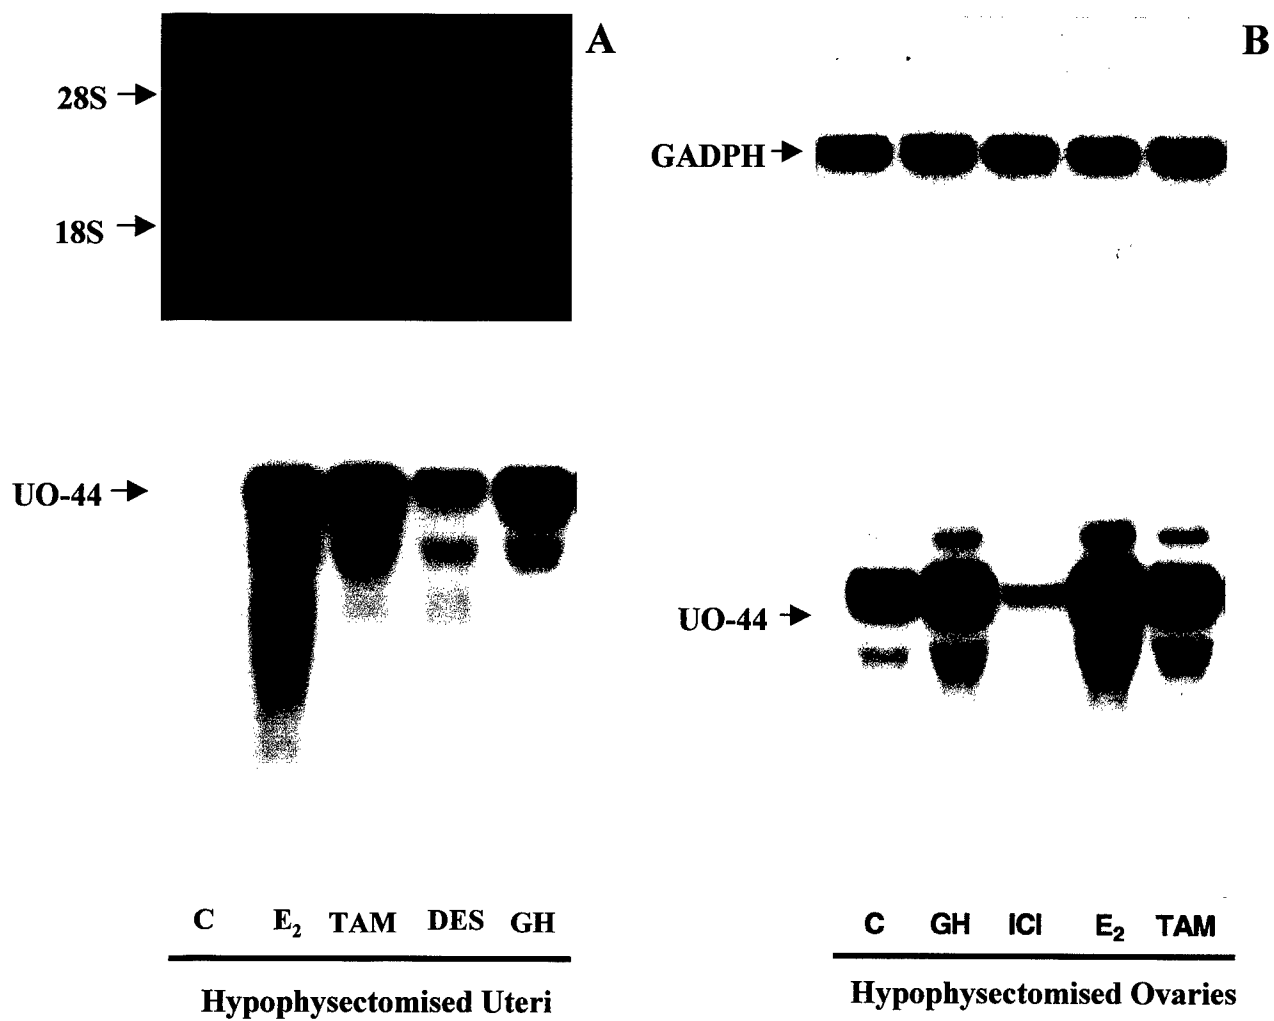 A
28S
18S
UO-44
C E₂ TAM DES GH
Hypophysectomised Uteri
B
GADPH
UO-44
C GH ICI E₂ TAM
Hypophysectomised Ovaries